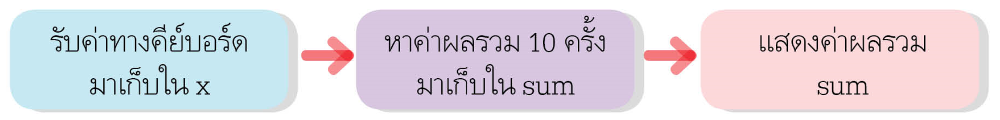 รับค่าทางคีย์บอร์ด
มาเก็บใน x
หาค่าผลรวม 10 ครั้ง
มาเก็บใน sum
แสดงค่าผลรวม
sum